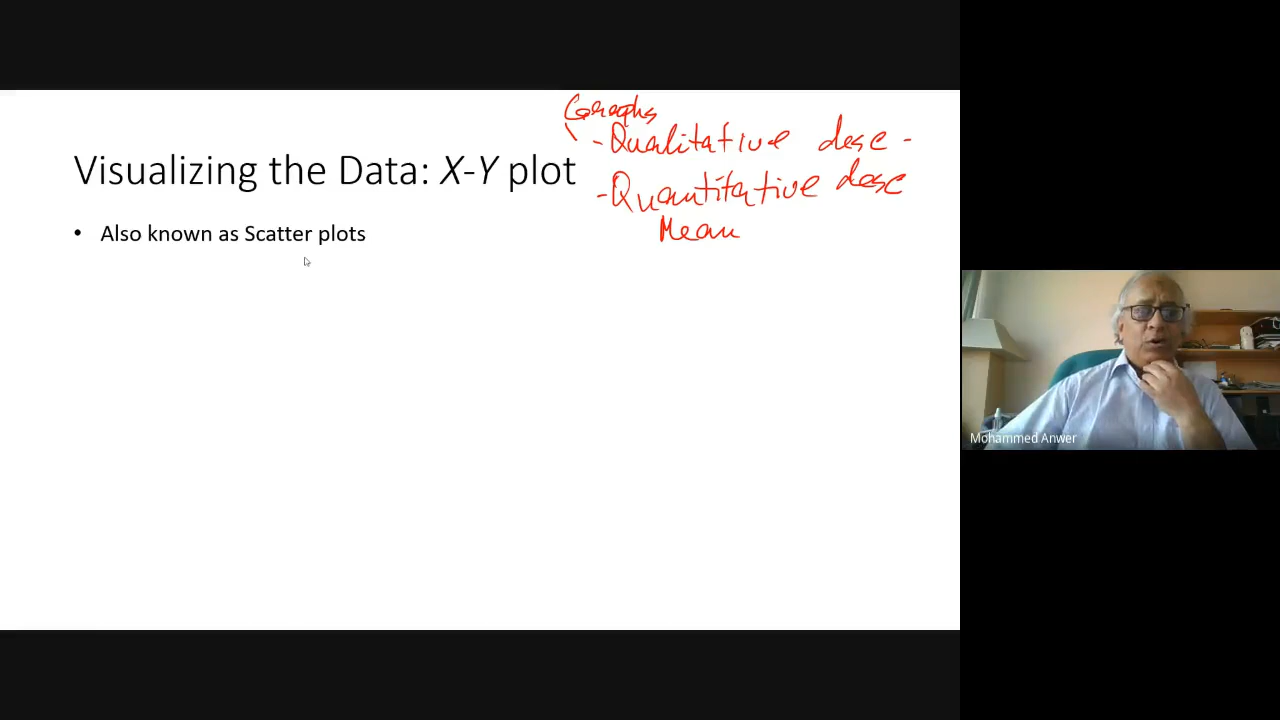 Graphs
- Qualitative desc -
Visualizing the Data: X-Y plot
- Quantitative desc
Mean
• Also known as Scatter plots
Mohammed Anwer